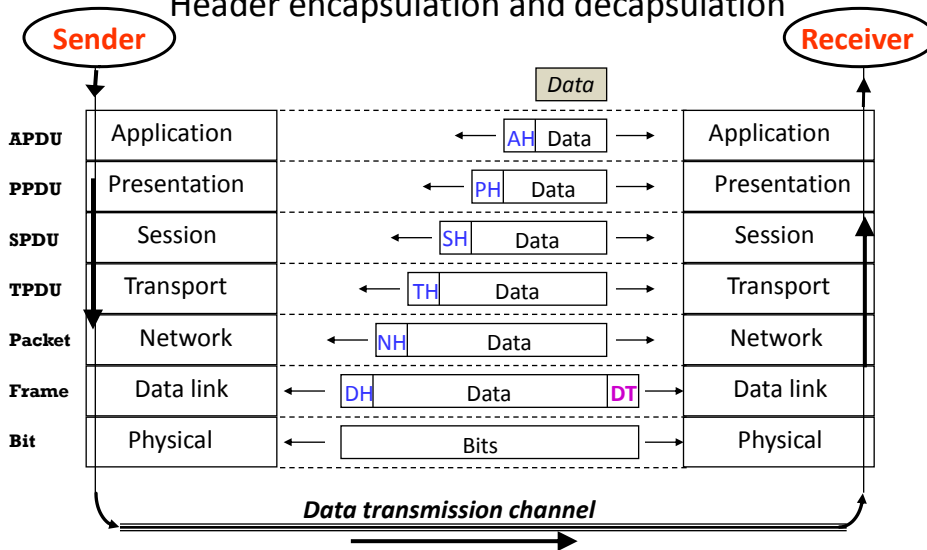 Header encapsulation and decapsulation
Sender
Receiver
Data
APDU Application AH Data Application
PPDU Presentation PH Data Presentation
SPDU Session SH Data Session
TPDU Transport TH Data Transport
Packet Network NH Data Network
Frame Data link DH Data DT Data link
Bit Physical Bits Physical
Data transmission channel